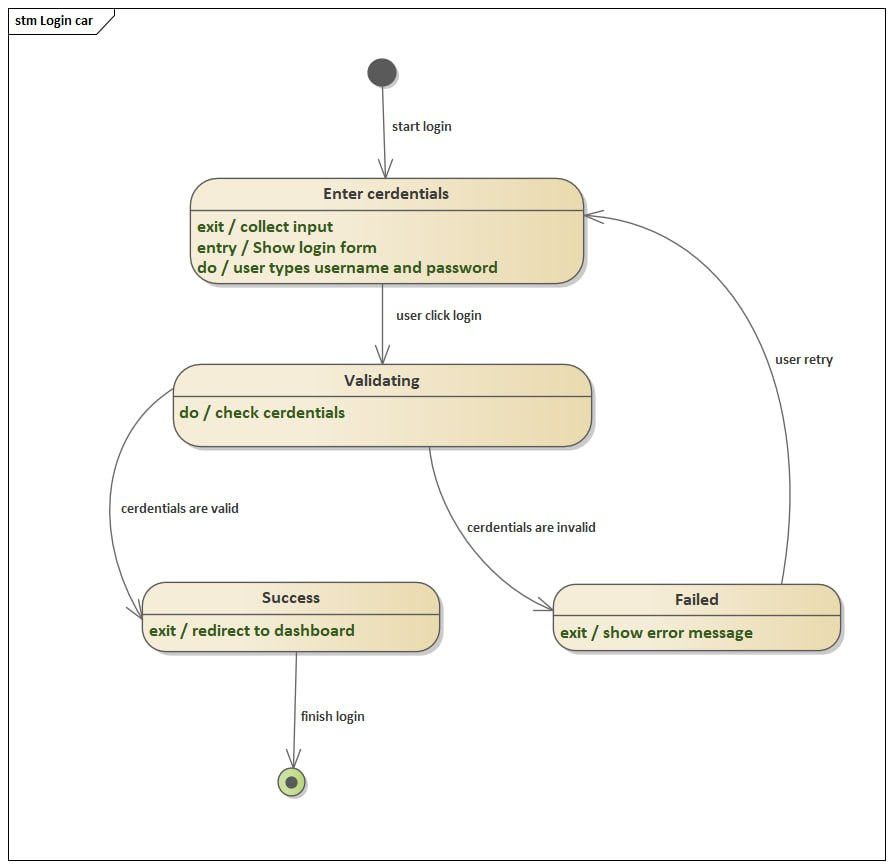 stm Login car
start login
Enter cerdentials
exit / collect input
entry / Show login form
do / user types username and password
user click login
user retry
Validating
do / check cerdentials
cerdentials are valid
cerdentials are invalid
Success
exit / redirect to dashboard
Failed
exit / show error message
finish login